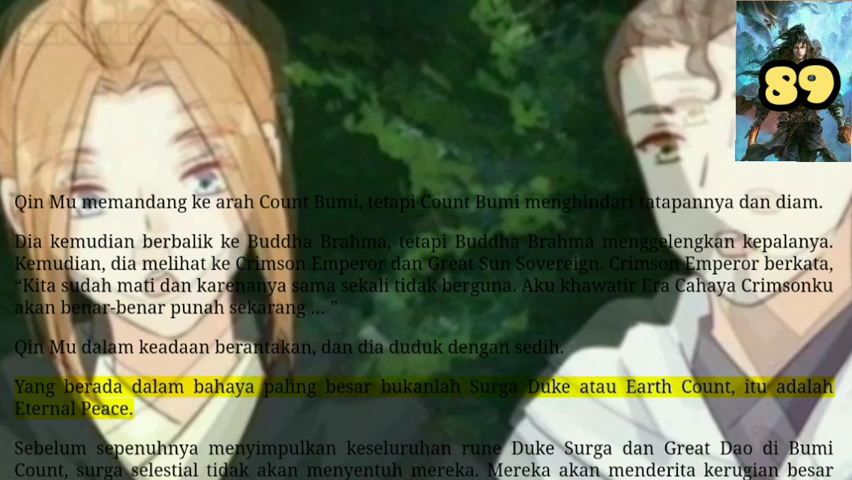 89
Qin Mu memandang ke arah Count Bumi, tetapi Count Bumi menghindari tatapannya dan diam.
Dia kemudian berbalik ke Buddha Brahma, tetapi Buddha Brahma menggelengkan kepalanya.
Kemudian, dia melihat ke Crimson Emperor dan Great Sun Sovereign. Crimson Emperor berkata,
“Kita sudah mati dan karenanya sama sekali tidak berguna. Aku khawatir Era Cahaya Crimsonku
akan benar-benar punah sekarang ... ”
Qin Mu dalam keadaan berantakan, dan dia duduk dengan sedih.
Yang berada dalam bahaya paling besar bukanlah Surga Duke atau Earth Count, itu adalah
Eternal Peace.
Sebelum sepenuhnya menyimpulkan keseluruhan rune Duke Surga dan Great Dao di Bumi
Count, surga selestial tidak akan menyentuh mereka. Mereka akan menderita kerugian besar